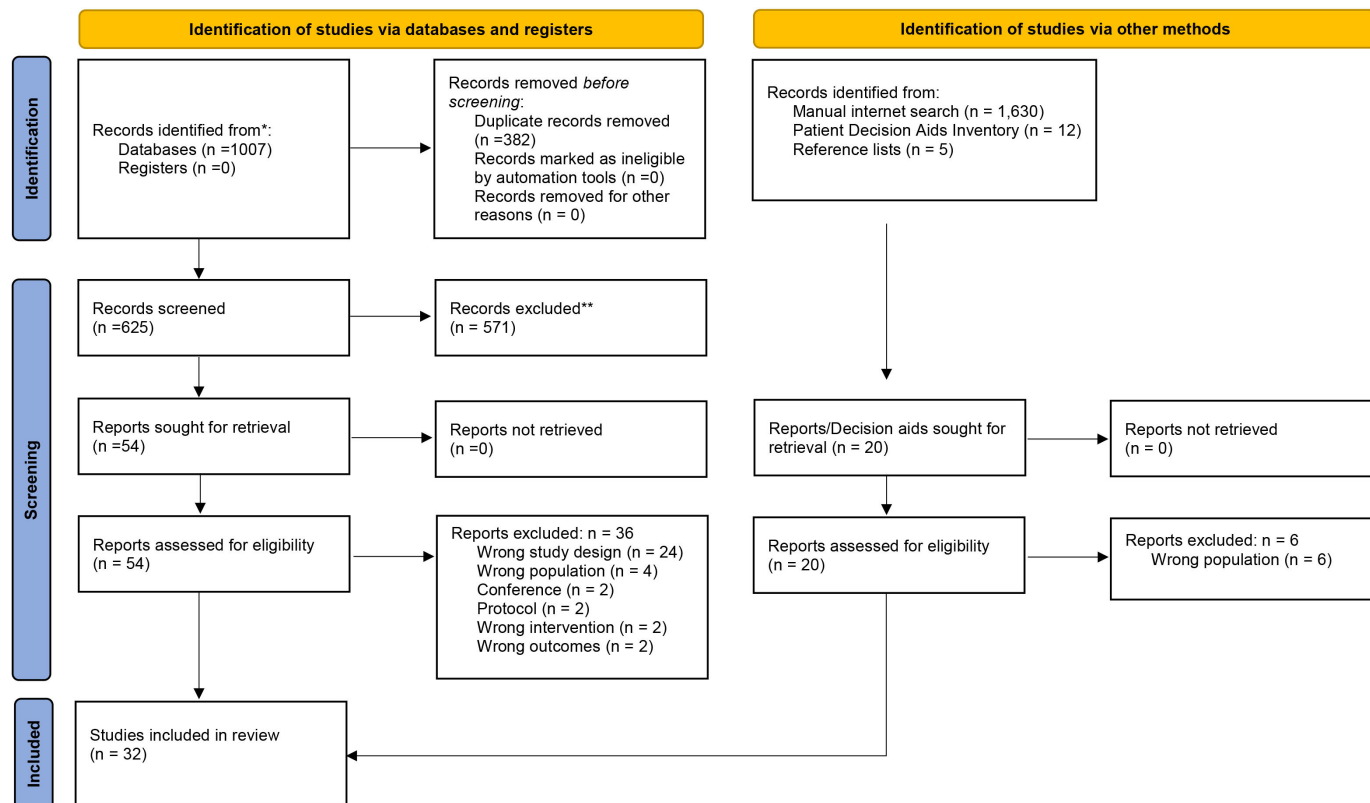 Identification of studies via databases and registers
Identification of studies via other methods
Identification
Records identified from*:
Databases (n =1007)
Registers (n =0)
Records removed before
screening:
Duplicate records removed
(n =382)
Records marked as ineligible
by automation tools (n =0)
Records removed for other
reasons (n = 0)
Records identified from:
Manual internet search (n = 1,630)
Patient Decision Aids Inventory (n = 12)
Reference lists (n = 5)
Screening
Records screened
(n =625)
Records excluded**
(n = 571)
Reports sought for retrieval
(n =54)
Reports not retrieved
(n =0)
Reports/Decision aids sought for
retrieval (n = 20)
Reports not retrieved
(n = 0)
Reports assessed for eligibility
(n = 54)
Reports excluded: n = 36
Wrong study design (n = 24)
Wrong population (n = 4)
Conference (n = 2)
Protocol (n = 2)
Wrong intervention (n = 2)
Wrong outcomes (n = 2)
Reports assessed for eligibility
(n = 20)
Reports excluded: n = 6
Wrong population (n = 6)
Included
Studies included in review
(n = 32)